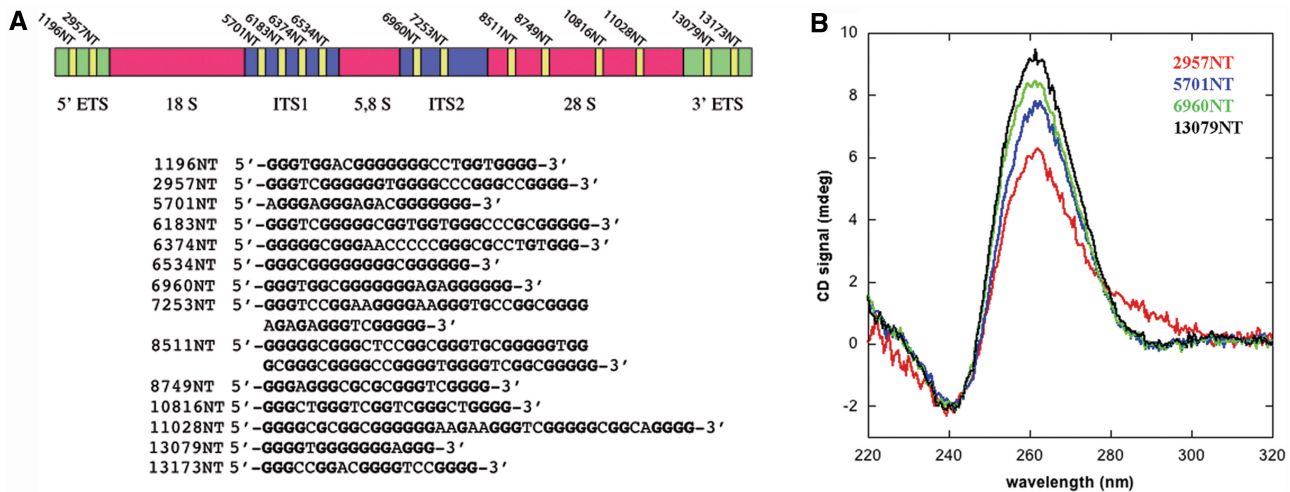 A
1196NT 2957NT 5701NT 6183NT 6374NT 6534NT 6960NT 7253NT 8511NT 8749NT 10816NT 11028NT 13079NT 13173NT
5' ETS 18 S ITS1 5,8 S ITS2 28 S 3' ETS
1196NT 5'-GGGTGGACGGGGGGGCCTGGTGGGG-3'
2957NT 5'-GGGTCGGGGGGTGGGGCCCGGGCCGGGG-3'
5701NT 5'-AGGGAGGGAGACGGGGGGG-3'
6183NT 5'-GGGTCGGGGGCGGTGGTGGGCCCGCGGGGG-3'
6374NT 5'-GGGGGCGGGAACCCCCGGGCGCCTGTGGG-3'
6534NT 5'-GGGCGGGGGGGGCGGGGGG-3'
6960NT 5'-GGGTGGCGGGGGGGAGAGGGGGG-3'
7253NT 5'-GGGTCCGGAAGGGGAAGGGTGCCGGCGGGG
AGAGAGGGTCGGGGG-3'
8511NT 5'-GGGGGCGGGCTCCGGCGGGTGCGGGGGTGG
GCGGGCGGGGCCGGGGTGGGGTCGGCGGGGG-3'
8749NT 5'-GGGAGGGCGCGCGGGTCGGGG-3'
10816NT 5'-GGGCTGGGTCGGTCGGGCTGGGG-3'
11028NT 5'-GGGGCGCGGCGGGGGGAAGAAGGGTCGGGGGCGGCAGGGG-3'
13079NT 5'-GGGGTGGGGGGGAGGG-3'
13173NT 5'-GGGCCGGACGGGGTCCGGGG-3'
B
2957NT
5701NT
6960NT
13079NT
CD signal (mdeg)
10
8
6
4
2
0
-2
220 240 260 280 300 320
wavelength (nm)